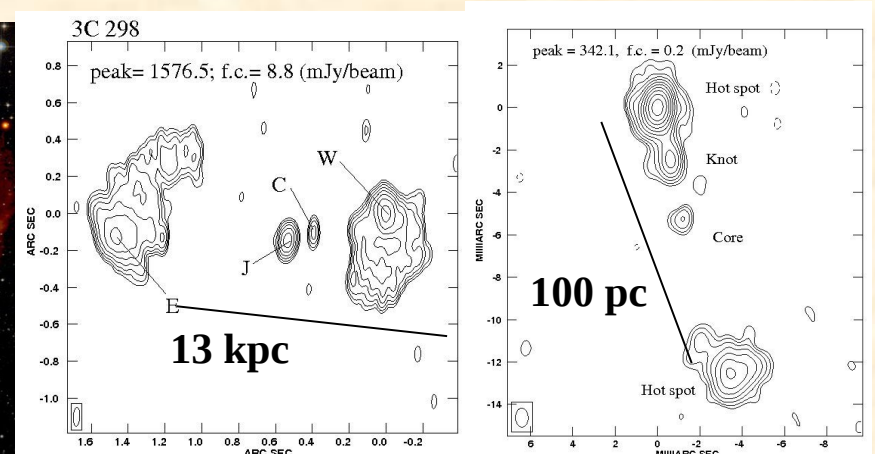 3C 298
peak= 1576.5; f.c.= 8.8 (mJy/beam)
0.8
0.6
0.4
0.2
0.0
-0.2
-0.4
-0.6
-0.8
-1.0
ARC SEC
W
C
J
E
13 kpc
1.6 1.4 1.2 1.0 0.8 0.6 0.4 0.2 0.0 -0.2
ARC SEC
peak = 342.1, f.c. = 0.2 (mJy/beam)
2
0
-2
-4
-6
-8
-10
-12
-14
MILLIARC SEC
Hot spot
Knot
Core
100 pc
Hot spot
6 4 2 0 -2 -4 -6 -8
MILLIARC SEC